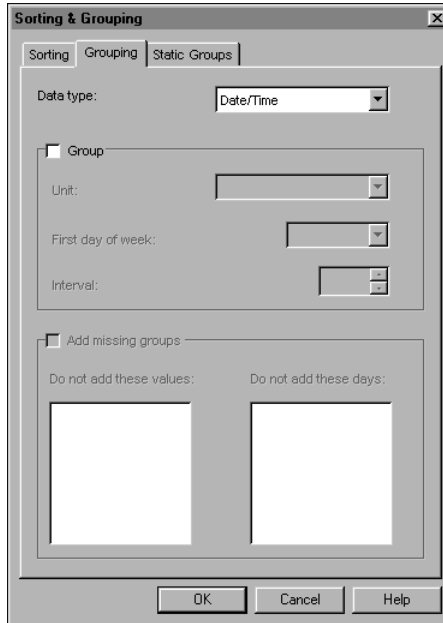 Sorting & Grouping
Sorting Grouping Static Groups
Data type: Date/Time
Group
Unit:
First day of week:
Interval:
Add missing groups
Do not add these values: Do not add these days:
OK Cancel Help